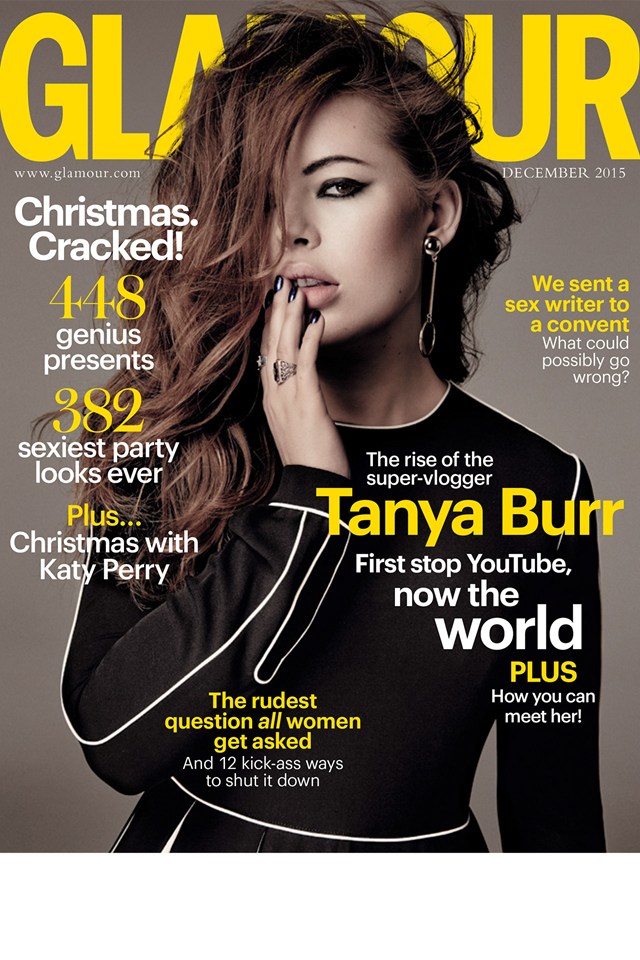 GLAMOUR
www.glamour.com
DECEMBER 2015
Christmas.
Cracked!
448
genius
presents
382
sexiest party
looks ever
Plus...
Christmas with
Katy Perry
We sent a
sex writer to
a convent
What could
possibly go
wrong?
The rise of the
super-vlogger
Tanya Burr
First stop YouTube,
now the
world
PLUS
How you can
meet her!
The rudest
question all women
get asked
And 12 kick-ass ways
to shut it down